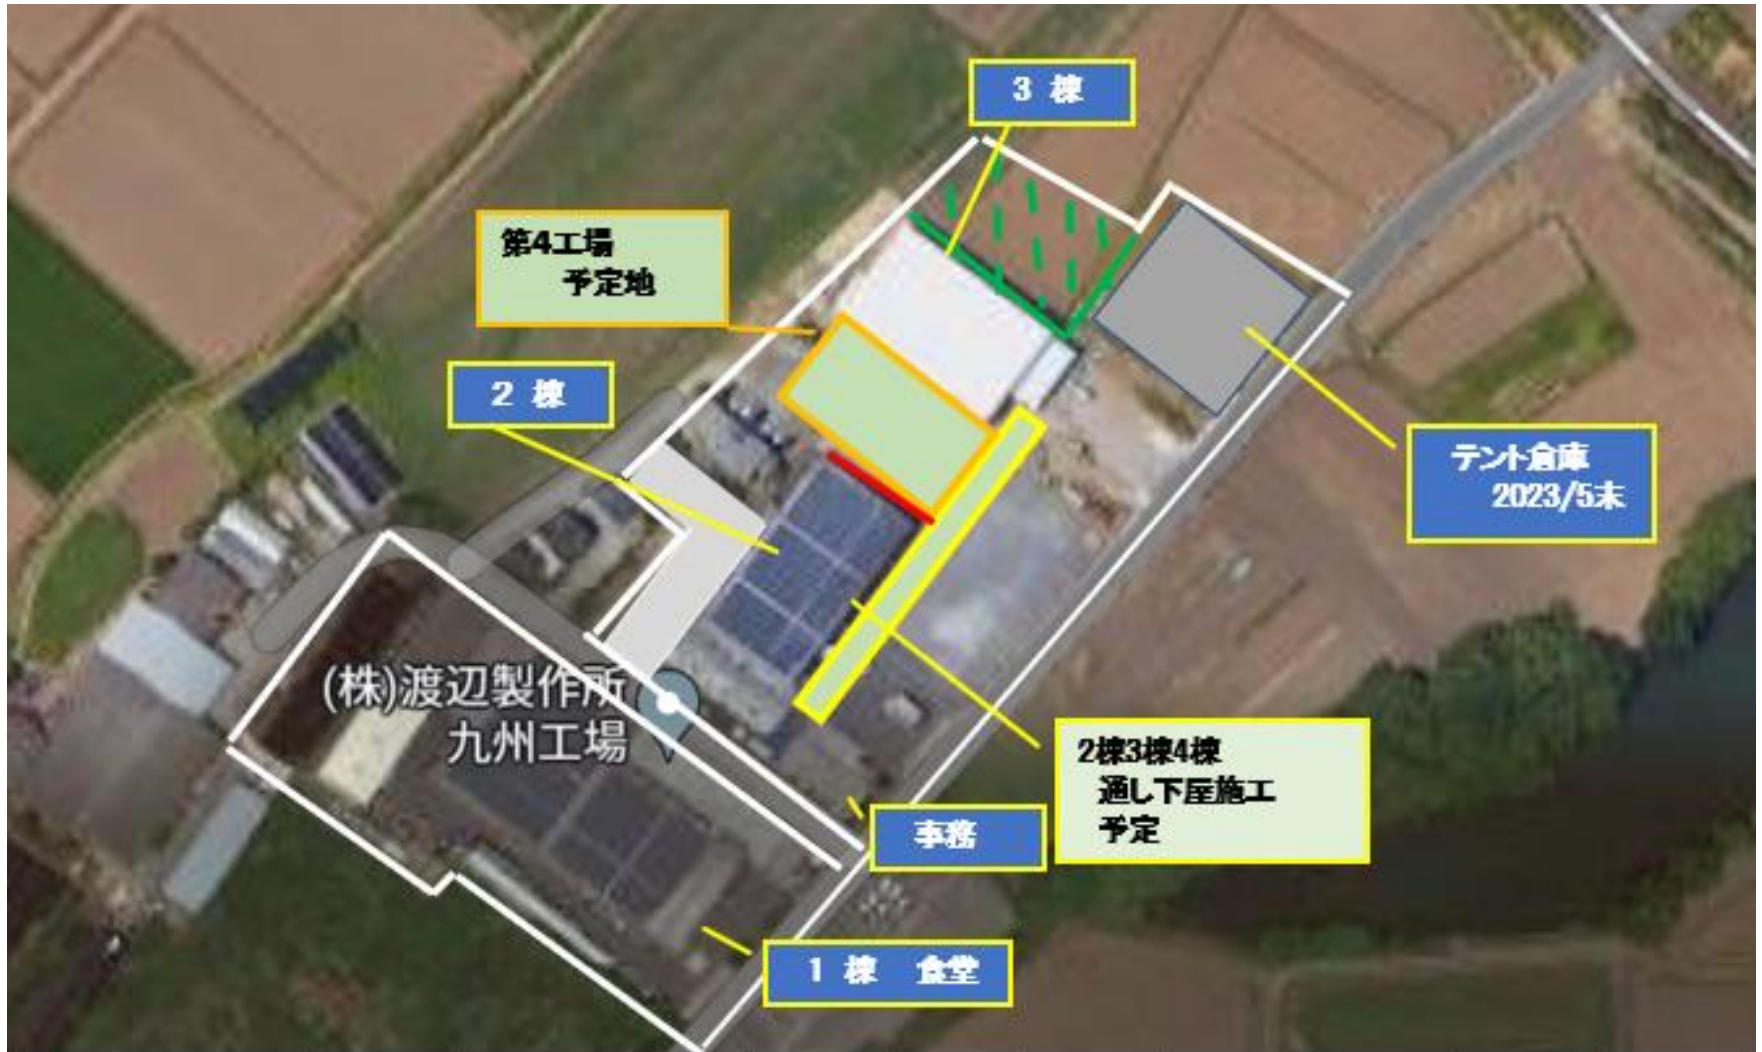 3 棟
第4工場
予定地
2 棟
テント倉庫
2023/5末
(株)渡辺製作所
九州工場
2棟3棟4棟
通し下屋施工
予定
事務
1 棟 食堂